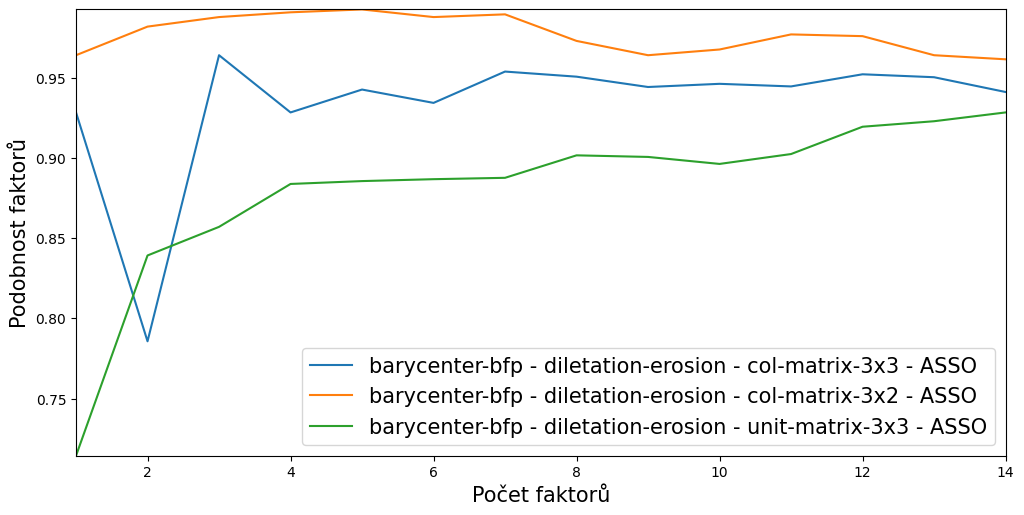 0.95
0.90
0.85
0.80
0.75
Podobnost faktorů
barycenter-bfp - diletation-erosion - col-matrix-3x3 - ASSO
barycenter-bfp - diletation-erosion - col-matrix-3x2 - ASSO
barycenter-bfp - diletation-erosion - unit-matrix-3x3 - ASSO
2 4 6 8 10 12 14
Počet faktorů